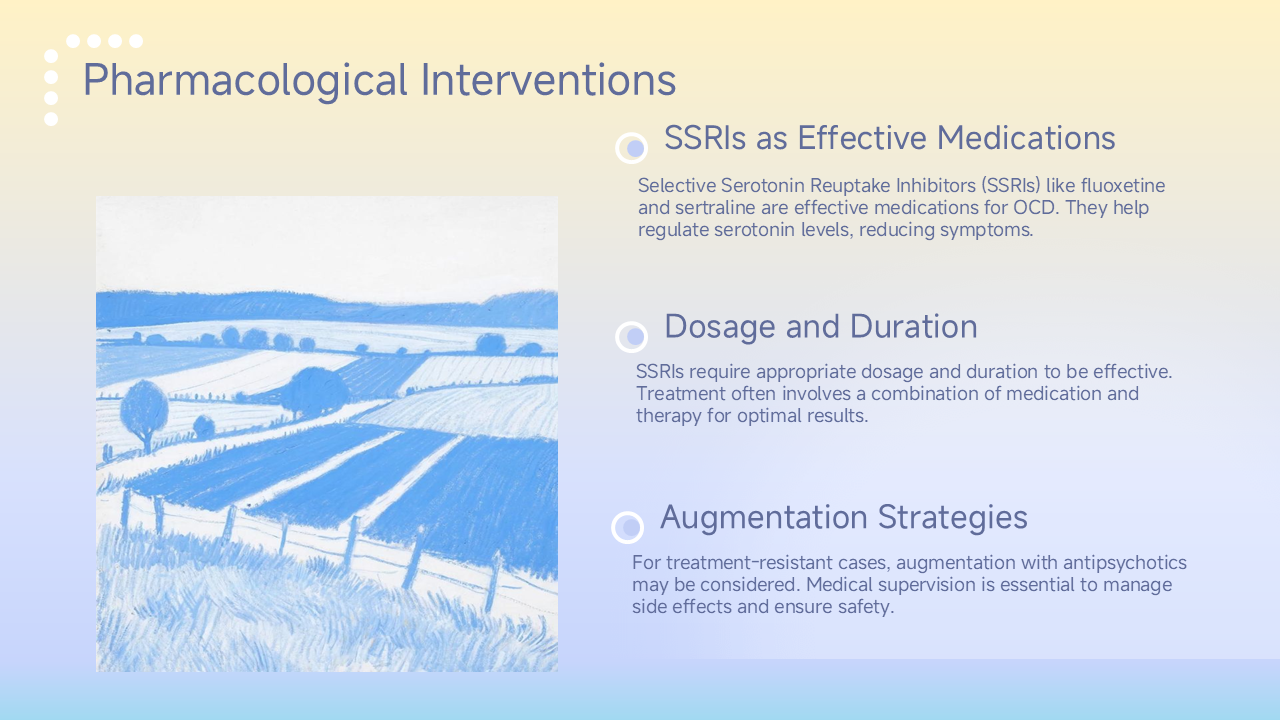 Pharmacological Interventions
SSRIs as Effective Medications
Selective Serotonin Reuptake Inhibitors (SSRIs) like fluoxetine
and sertraline are effective medications for OCD. They help
regulate serotonin levels, reducing symptoms.
Dosage and Duration
SSRIs require appropriate dosage and duration to be effective.
Treatment often involves a combination of medication and
therapy for optimal results.
Augmentation Strategies
For treatment-resistant cases, augmentation with antipsychotics
may be considered. Medical supervision is essential to manage
side effects and ensure safety.